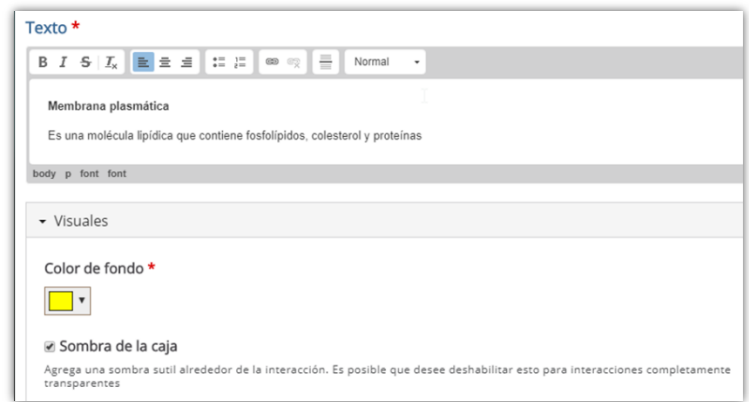 Texto *
B I S Tx Normal
Membrana plasmática
Es una molécula lipídica que contiene fosfolípidos, colesterol y proteínas
body p font font
Visuales
Color de fondo *
Sombra de la caja
Agrega una sombra sutil alrededor de la interacción. Es posible que desee deshabilitar esto para interacciones completamente
transparentes